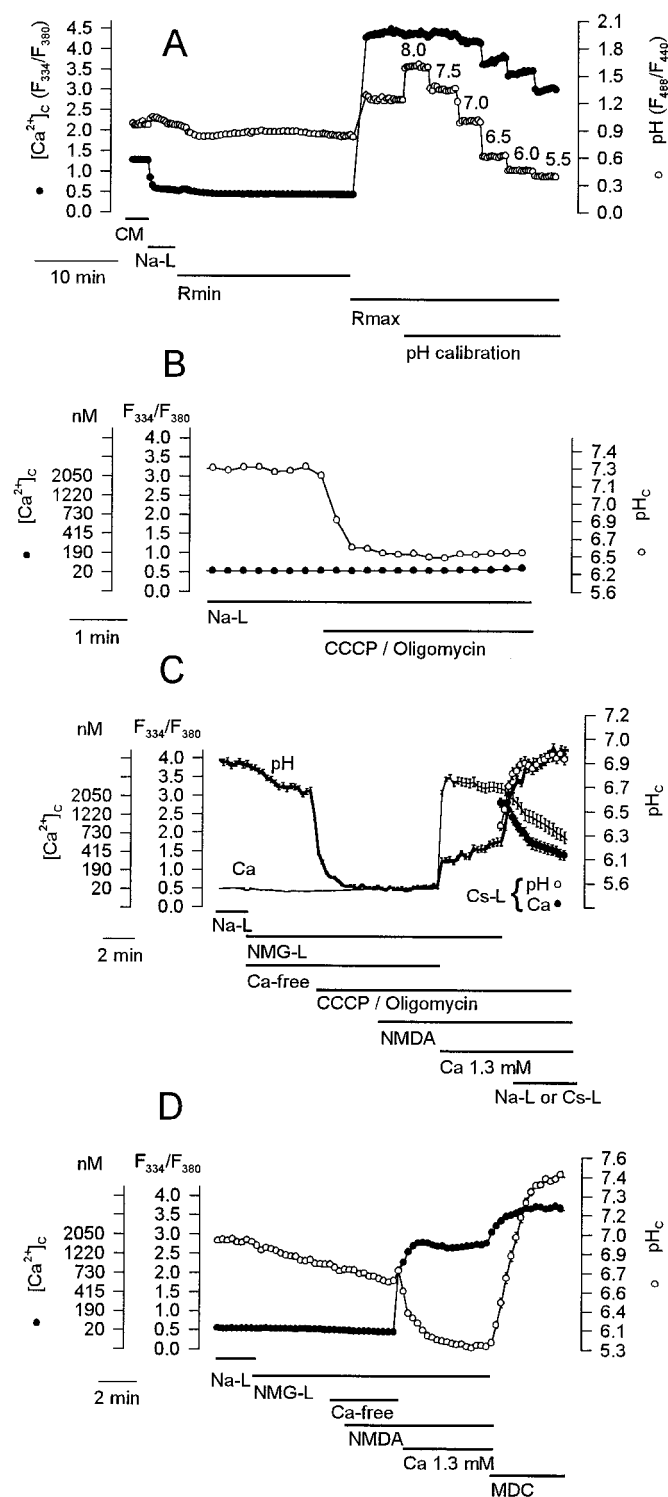 A
[Ca²⁺]c (F₃₃₄/F₃₈₀)
4.5
4.0
3.5
3.0
2.5
2.0
1.5
1.0
0.5
0.0
8.0
7.5
7.0
6.5
6.0
5.5
2.1
1.8
1.5
1.2
0.9
0.6
0.3
0.0
pH (F₄₈₈/F₄₄₀)
CM
Na-L
10 min
Rmin
Rmax
pH calibration
B
nM
F₃₃₄/F₃₈₀
[Ca²⁺]c
2050
1220
730
415
190
20
4.0
3.5
3.0
2.5
2.0
1.5
1.0
0.5
0.0
7.4
7.3
7.1
7.0
6.9
6.7
6.5
6.2
5.6
pHc
Na-L
1 min
CCCP / Oligomycin
C
nM
F₃₃₄/F₃₈₀
[Ca²⁺]c
2050
1220
730
415
190
20
4.0
3.5
3.0
2.5
2.0
1.5
1.0
0.5
0.0
pH
Ca
Cs-L { pH ○
Ca ●
7.2
7.0
6.9
6.7
6.5
6.3
6.1
5.6
pHc
Na-L
2 min
NMG-L
Ca-free
CCCP / Oligomycin
NMDA
Ca 1.3 mM
Na-L or Cs-L
D
nM
F₃₃₄/F₃₈₀
[Ca²⁺]c
2050
1220
730
415
190
20
4.0
3.5
3.0
2.5
2.0
1.5
1.0
0.5
0.0
7.6
7.4
7.3
7.2
7.0
6.9
6.7
6.6
6.4
6.1
5.3
pHc
Na-L
2 min
NMG-L
Ca-free
NMDA
Ca 1.3 mM
MDC